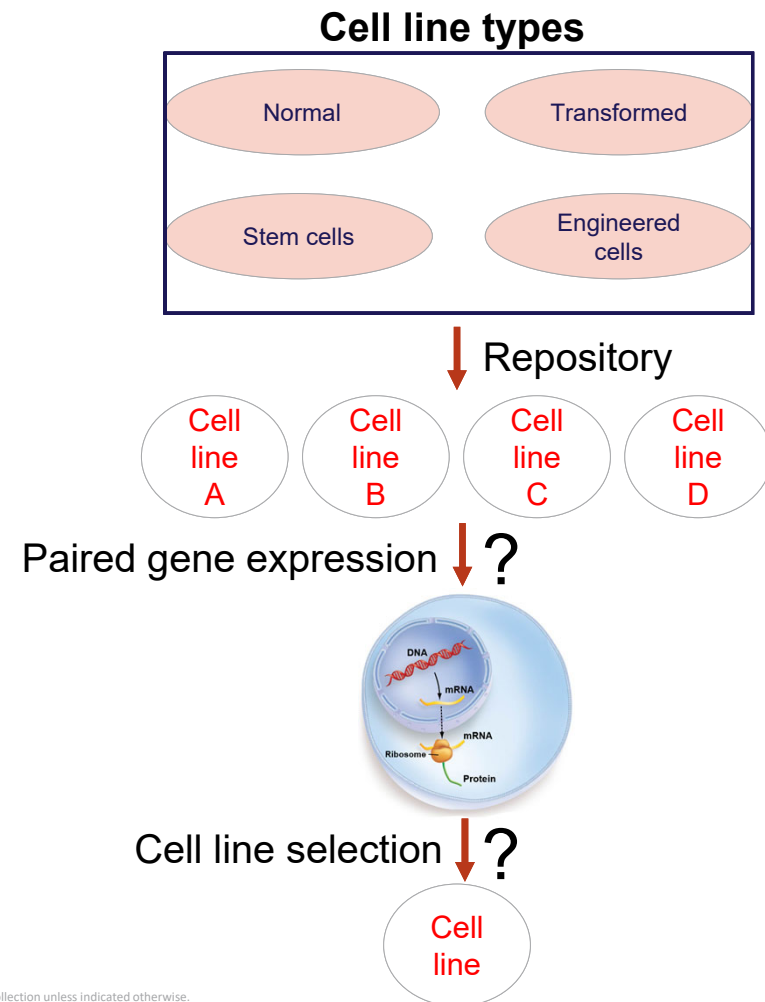 Cell line types
Normal
Transformed
Stem cells
Engineered
cells
Repository
Cell
line
A
Cell
line
B
Cell
line
C
Cell
line
D
Paired gene expression
?
DNA
mRNA
mRNA
Ribosome
Protein
Cell line selection
?
Cell
line
ollection unless indicated otherwise.